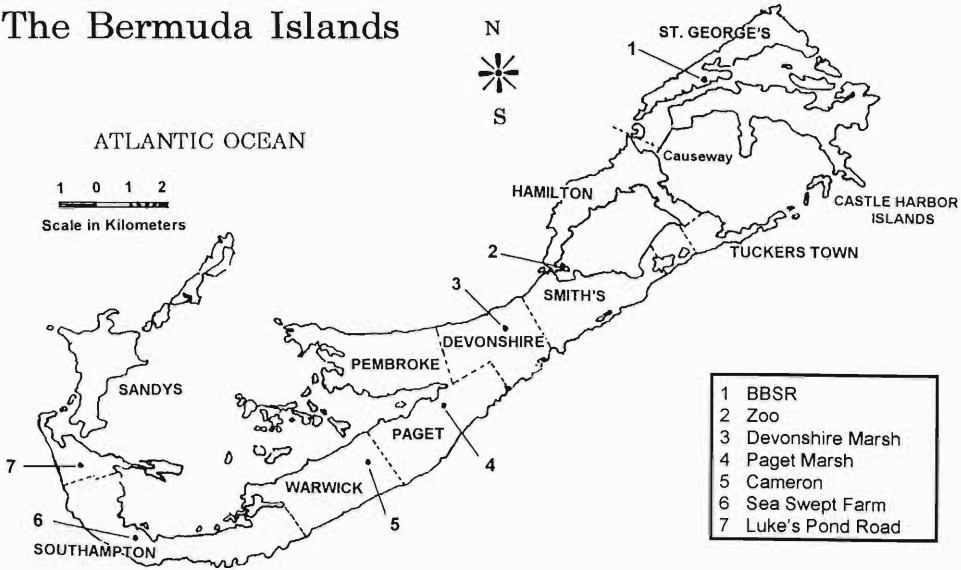 The Bermuda Islands
N
S
ATLANTIC OCEAN
1 0 1 2
Scale in Kilometers
ST. GEORGE'S
1
Causeway
HAMILTON
CASTLE HARBOR
ISLANDS
2
TUCKERS TOWN
SMITH'S
3
DEVONSHIRE
PEMBROKE
SANDYS
PAGET
7
4
WARWICK
5
6
SOUTHAMPTON
1 BBSR
2 Zoo
3 Devonshire Marsh
4 Paget Marsh
5 Cameron
6 Sea Swept Farm
7 Luke's Pond Road